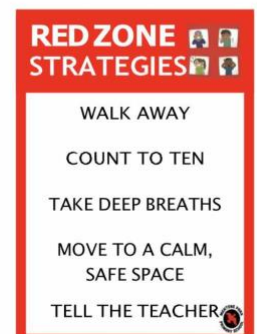 RED ZONE
STRATEGIES
WALK AWAY
COUNT TO TEN
TAKE DEEP BREATHS
MOVE TO A CALM,
SAFE SPACE
TELL THE TEACHER